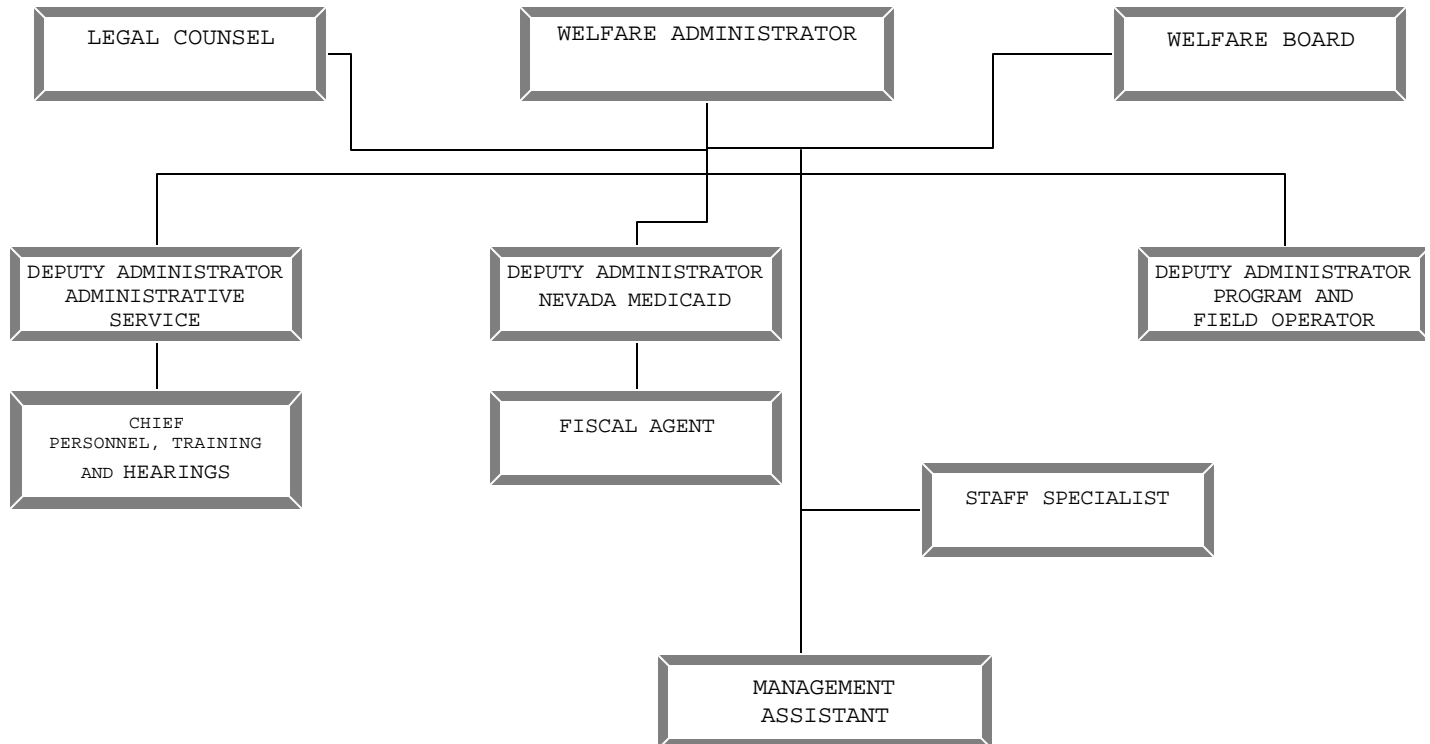 LEGAL COUNSEL
WELFARE ADMINISTRATOR
WELFARE BOARD
DEPUTY ADMINISTRATOR
ADMINISTRATIVE
SERVICE
DEPUTY ADMINISTRATOR
NEVADA MEDICAID
DEPUTY ADMINISTRATOR
PROGRAM AND
FIELD OPERATOR
CHIEF
PERSONNEL, TRAINING
AND HEARINGS
FISCAL AGENT
STAFF SPECIALIST
MANAGEMENT
ASSISTANT